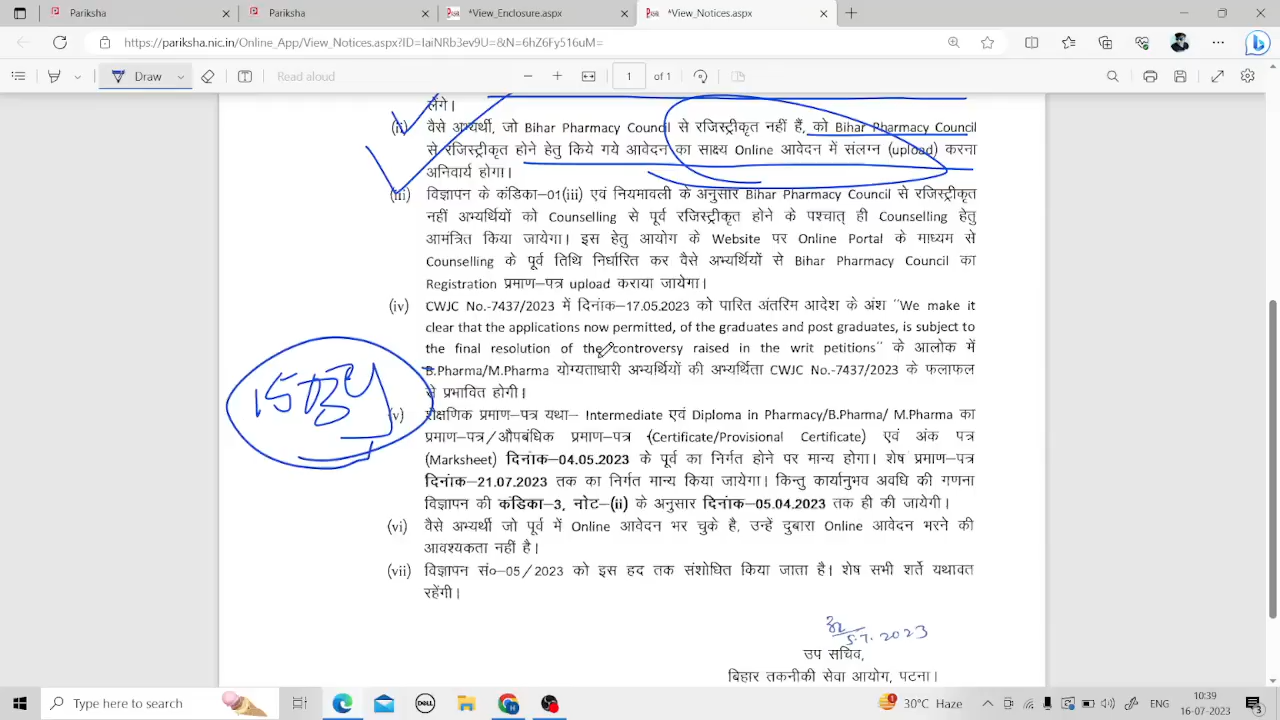 Pariksha
Pariksha
*View_Enclosure.aspx
*View_Notices.aspx
https://pariksha.nic.in/Online_App/View_Notices.aspx?ID=IaiNRb3ev9U=&N=6hZ6Fy516uM=
Draw
Read aloud
1 of 1
लेंगे।
(ii) वैसे अभ्यर्थी, जो Bihar Pharmacy Council से रजिस्ट्रीकृत नहीं हैं, को Bihar Pharmacy Council
से रजिस्ट्रीकृत होने हेतु किये गये आवेदन का साक्ष्य Online आवेदन में संलग्न (upload) करना
अनिवार्य होगा।
(iii) विज्ञापन के कंडिका-01(iii) एवं नियमावली के अनुसार Bihar Pharmacy Council से रजिस्ट्रीकृत
नहीं अभ्यर्थियों को Counselling से पूर्व रजिस्ट्रीकृत होने के पश्चात् ही Counselling हेतु
आमंत्रित किया जायेगा। इस हेतु आयोग के Website पर Online Portal के माध्यम से
Counselling के पूर्व तिथि निर्धारित कर वैसे अभ्यर्थियों से Bihar Pharmacy Council का
Registration प्रमाण-पत्र upload कराया जायेगा।
(iv) CWJC No.-7437/2023 में दिनांक-17.05.2023 को पारित अंतरिम आदेश के अंश "We make it
clear that the applications now permitted, of the graduates and post graduates, is subject to
the final resolution of the controversy raised in the writ petitions" के आलोक में
B.Pharma/M.Pharma योग्यताधारी अभ्यर्थियों की अभ्यर्थिता CWJC No.-7437/2023 के फलाफल
से प्रभावित होगी।
(v) शैक्षणिक प्रमाण-पत्र यथा- Intermediate एवं Diploma in Pharmacy/B.Pharma/ M.Pharma का
प्रमाण-पत्र/औपबंधिक प्रमाण-पत्र (Certificate/Provisional Certificate) एवं अंक पत्र
(Marksheet) दिनांक-04.05.2023 के पूर्व का निर्गत होने पर मान्य होगा। शेष प्रमाण-पत्र
दिनांक-21.07.2023 तक का निर्गत मान्य किया जायेगा। किन्तु कार्यानुभव अवधि की गणना
विज्ञापन की कंडिका-3, नोट-(ii) के अनुसार दिनांक-05.04.2023 तक ही की जायेगी।
(vi) वैसे अभ्यर्थी जो पूर्व में Online आवेदन भर चुके है, उन्हें दुबारा Online आवेदन भरने की
आवश्यकता नहीं है।
(vii) विज्ञापन सं०-05/2023 को इस हद तक संशोधित किया जाता है। शेष सभी शर्ते यथावत
रहेंगी।
5.7.2023
उप सचिव,
बिहार तकनीकी सेवा आयोग, पटना।
Type here to search
DELL
30°C Haze
ENG
10:39
16-07-2023